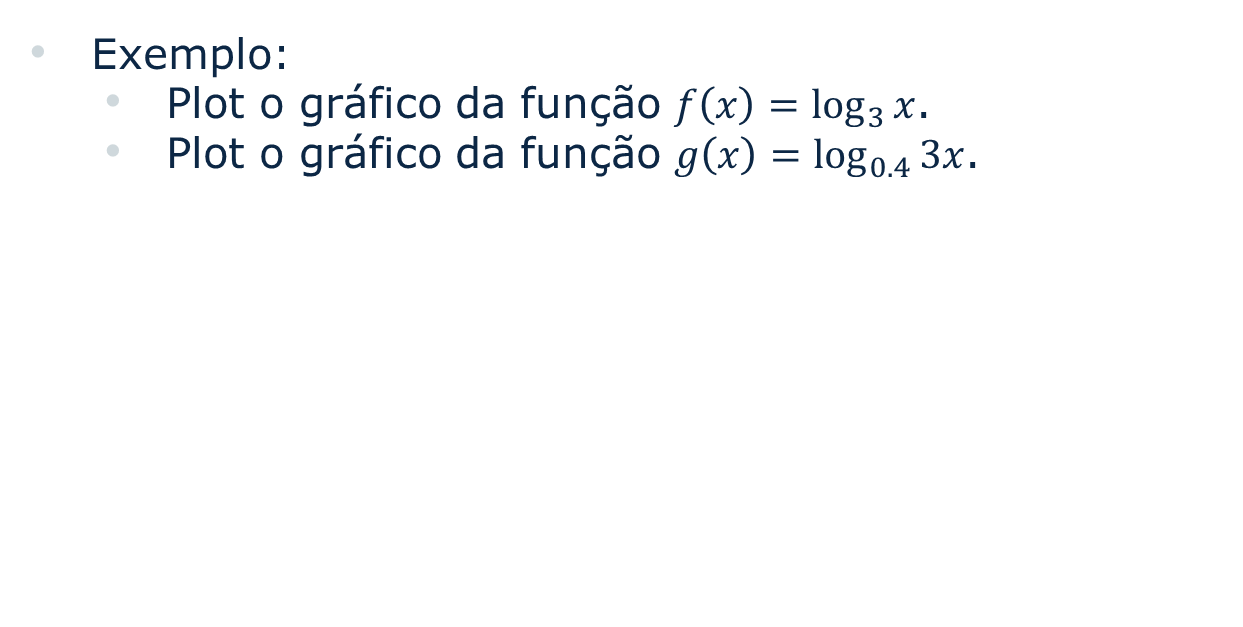 • Exemplo:
• Plot o gráfico da função f(x) = log₃ x.
• Plot o gráfico da função g(x) = log₀.₄ 3x.